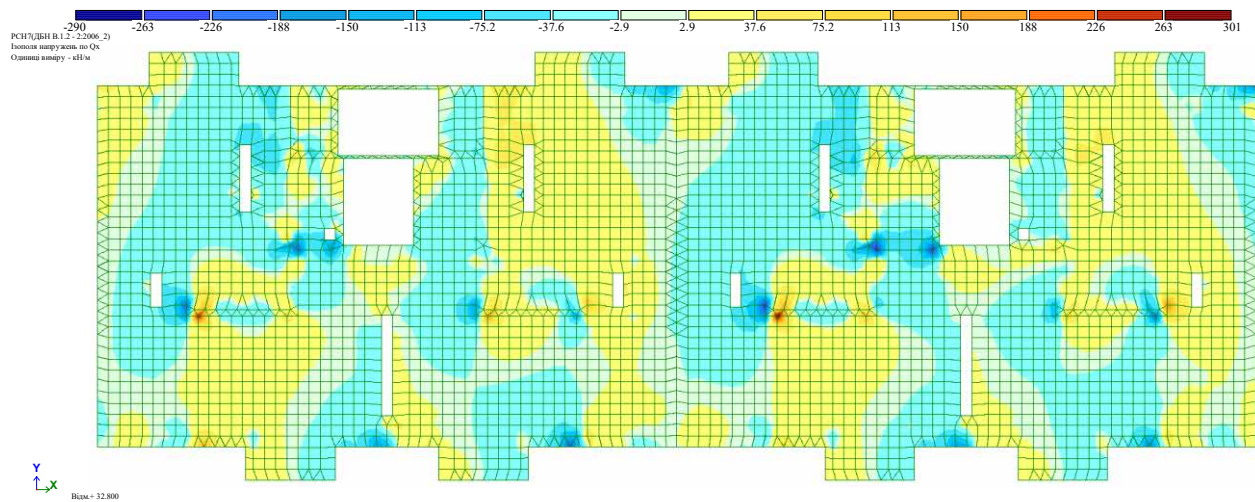 -290 -263 -226 -188 -150 -113 -75.2 -37.6 -2.9 2.9 37.6 75.2 113 150 188 226 263 301
РСН7(ДБН В.1.2 - 2:2006_2)
Ізополя напружень по Qx
Одиниці виміру - кН/м
Y
X
Відм.+ 32.800